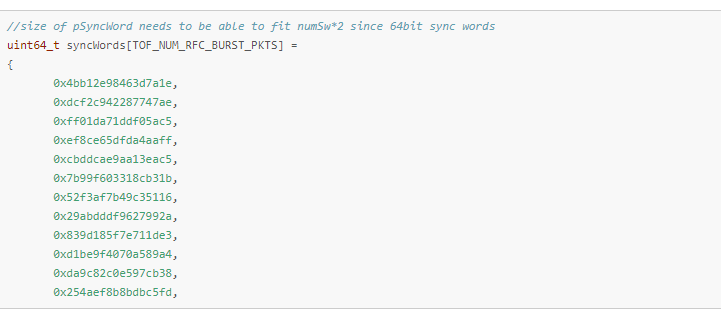 //size of pSyncWord needs to be able to fit numSw*2 since 64bit sync words
uint64_t syncWords[TOF_NUM_RFC_BURST_PKTS] =
{
0x4bb12e98463d7a1e,
0xdcf2c942287747ae,
0xff01da71ddf05ac5,
0xef8ce65dfda4aaff,
0xcbddcae9aa13eac5,
0x7b99f603318cb31b,
0x52f3af7b49c35116,
0x29abdddf9627992a,
0x839d185f7e711de3,
0xd1be9f4070a589a4,
0xda9c82c0e597cb38,
0x254aef8b8bdbc5fd,